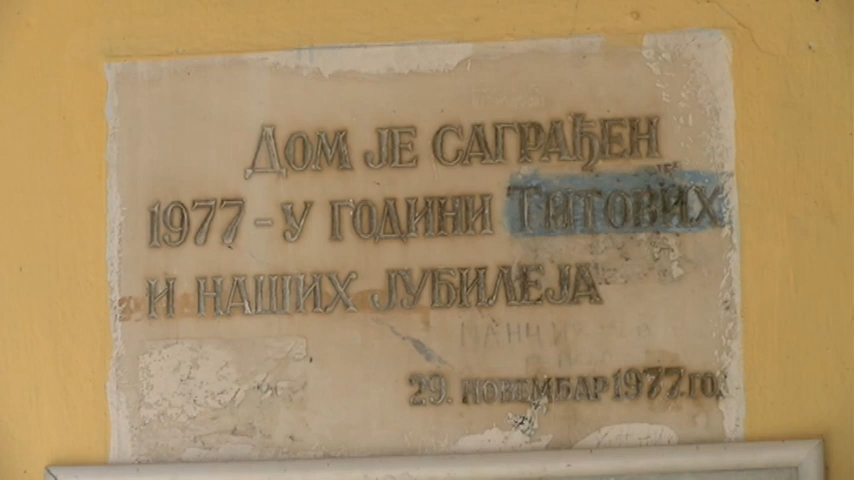 ДОМ ЈЕ САГРАЂЕН
1977 - У ГОДИНИ ТИТОВИХ
И НАШИХ ЈУБИЛЕЈА
29. НОВЕМБАР 1977. ГОД